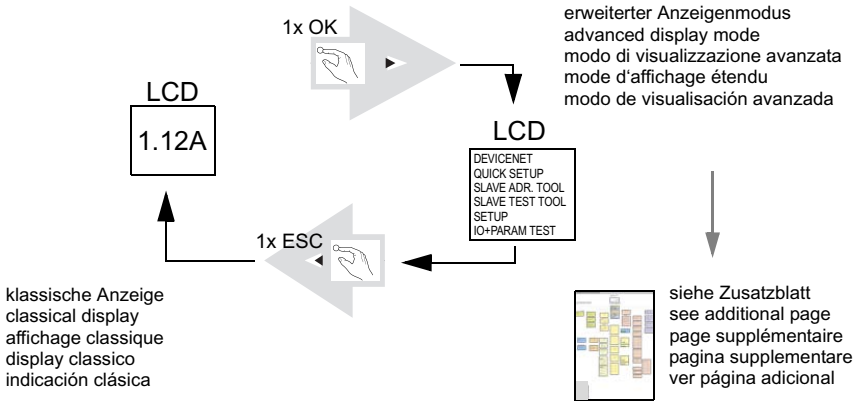 1x OK
erweiterter Anzeigenmodus
advanced display mode
modo di visualizzazione avanzata
mode d‘affichage étendu
modo de visualisación avanzada
LCD
1.12A
LCD
DEVICENET
QUICK SETUP
SLAVE ADR. TOOL
SLAVE TEST TOOL
SETUP
IO+PARAM TEST
1x ESC
klassische Anzeige
classical display
affichage classique
display classico
indicación clásica
siehe Zusatzblatt
see additional page
page supplémentaire
pagina supplementare
ver página adicional